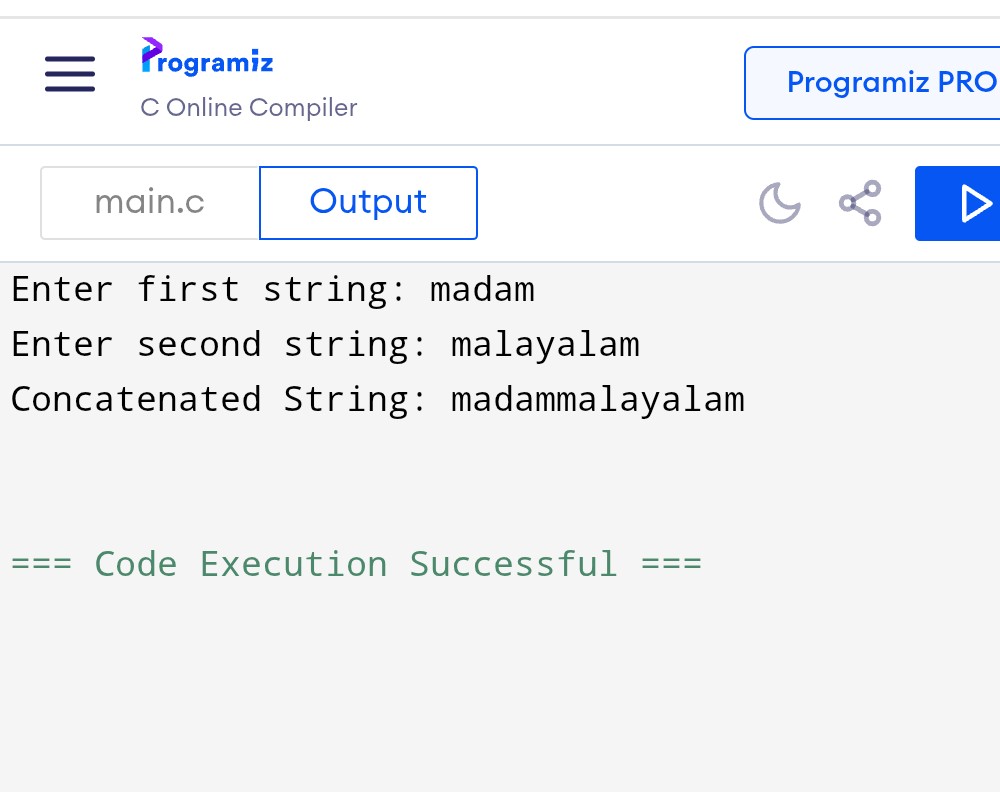 Programiz
C Online Compiler
Programiz PRO
main.c
Output
Enter first string: madam
Enter second string: malayalam
Concatenated String: madammalayalam
=== Code Execution Successful ===